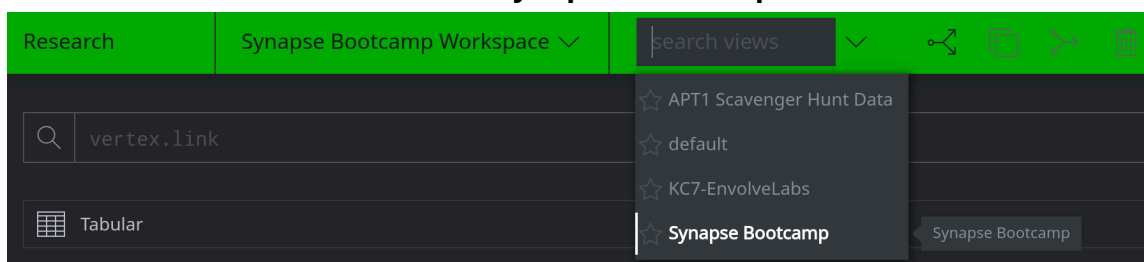 Research
Synapse Bootcamp Workspace
search views
APT1 Scavenger Hunt Data
vertex.link
default
KC7-EnvolveLabs
Tabular
Synapse Bootcamp
Synapse Bootcamp